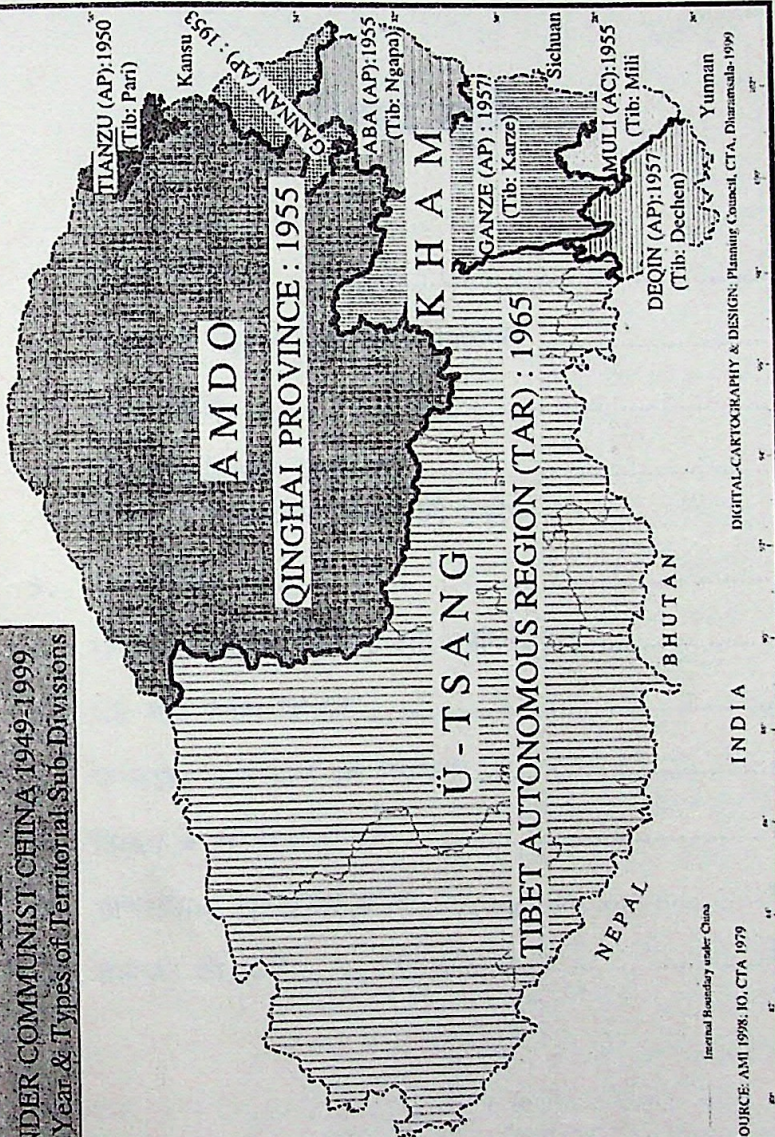 NDER COMMUNIST CHINA 1949-1999
Year & Types of Territorial Sub-Divisions
TIANZU (AP):1950
(Tib: Pari)
Kansu
GANNAN (AP) : 1953
AMDO
QINGHAI PROVINCE : 1955
ABA (AP):1955
(Tib: Ngapa)
KHAM
GANZE (AP) : 1957
(Tib: Karze)
Sichuan
MULI (AC):1955
(Tib: Mili
DEQIN (AP):1957
(Tib: Dechen)
Yunnan
Ü-TSANG
TIBET AUTONOMOUS REGION (TAR) : 1965
NEPAL
BHUTAN
INDIA
Internal Boundary under China
OURCE: AMI 1998, IO, CTA 1979
DIGITAL-CARTOGRAPHY & DESIGN: Planning Council, CTA, Dharamsala-1999